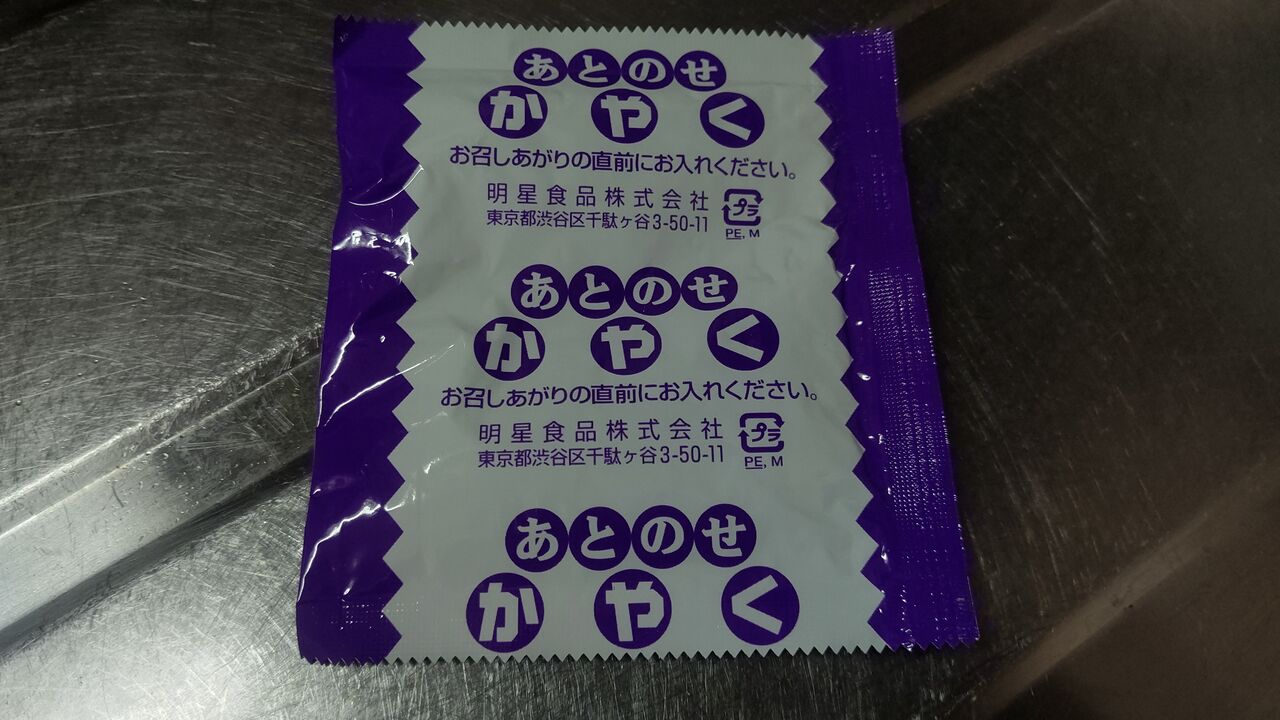 あとのせ
かやく
お召しあがりの直前にお入れください。
明星食品株式会社
プラ
東京都渋谷区千駄ヶ谷3-50-11
PE, M
あとのせ
かやく
お召しあがりの直前にお入れください。
明星食品株式会社
プラ
東京都渋谷区千駄ヶ谷3-50-11
PE, M
あとのせ
かやく